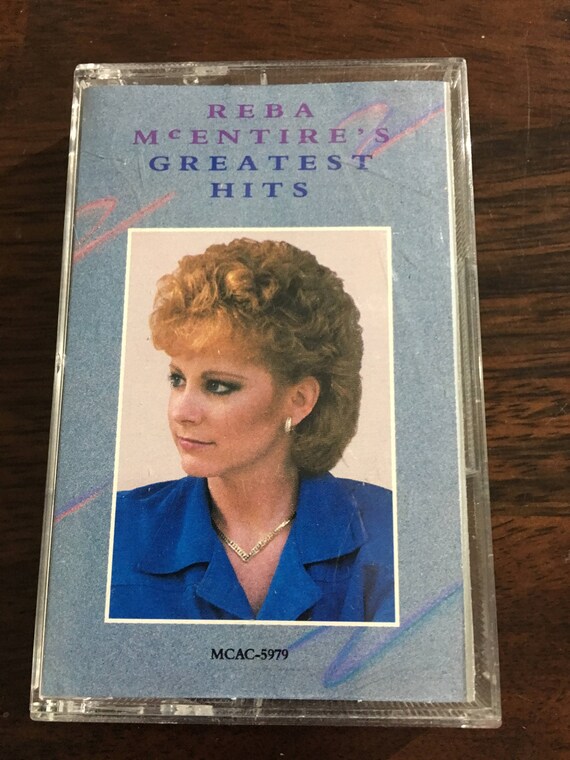 REBA
McENTIRE'S
GREATEST
HITS
MCAC-5979